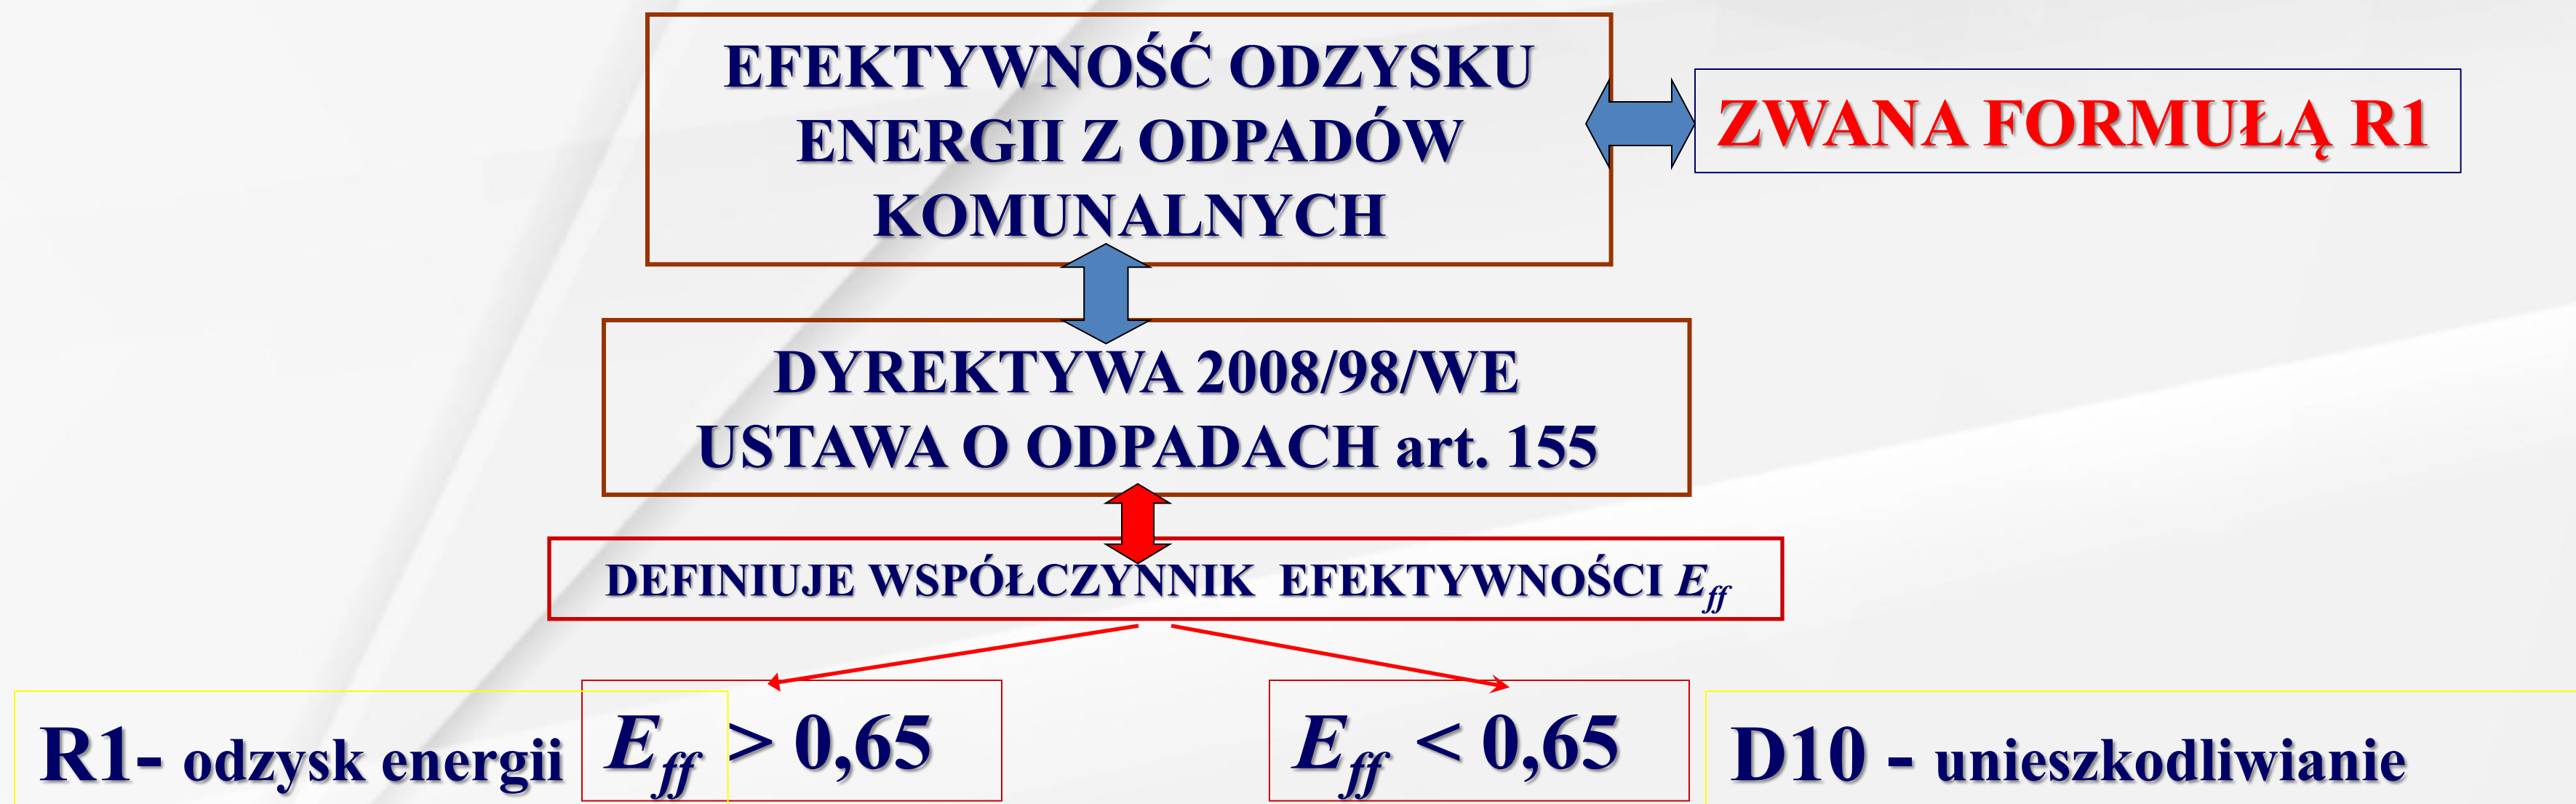 EFEKTYWNOŚĆ ODZYSKU
ENERGII Z ODPADÓW
KOMUNALNYCH
ZWANA FORMUŁĄ R1
DYREKTYWA 2008/98/WE
USTAWA O ODPADACH art. 155
DEFINIUJE WSPÓŁCZYNNIK EFEKTYWNOŚCI Eff
R1- odzysk energii
Eff > 0,65
Eff < 0,65
D10 - unieszkodliwianie